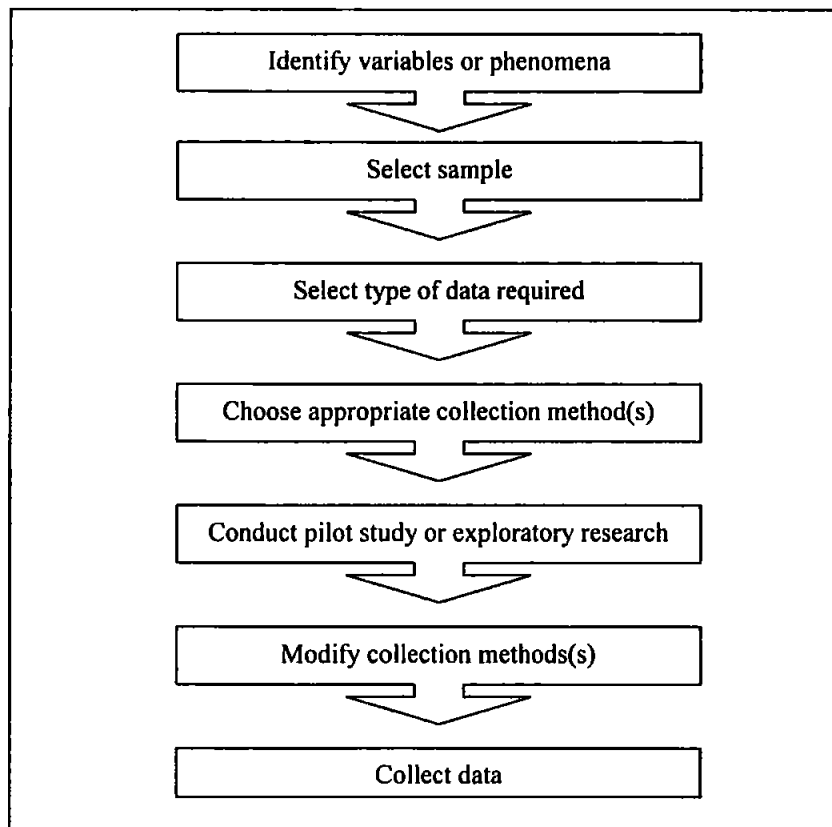 Identify variables or phenomena
Select sample
Select type of data required
Choose appropriate collection method(s)
Conduct pilot study or exploratory research
Modify collection methods(s)
Collect data